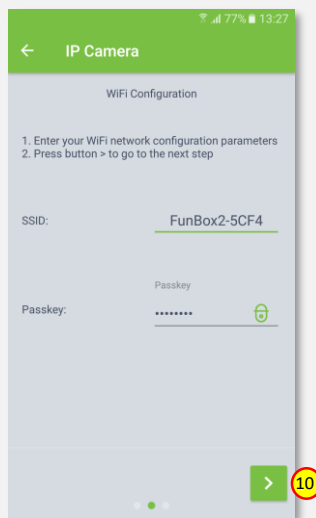 77% 13:27
IP Camera
WiFi Configuration
1. Enter your WiFi network configuration parameters
2. Press button > to go to the next step
SSID: FunBox2-5CF4
Passkey
Passkey: ••••••••
> 10